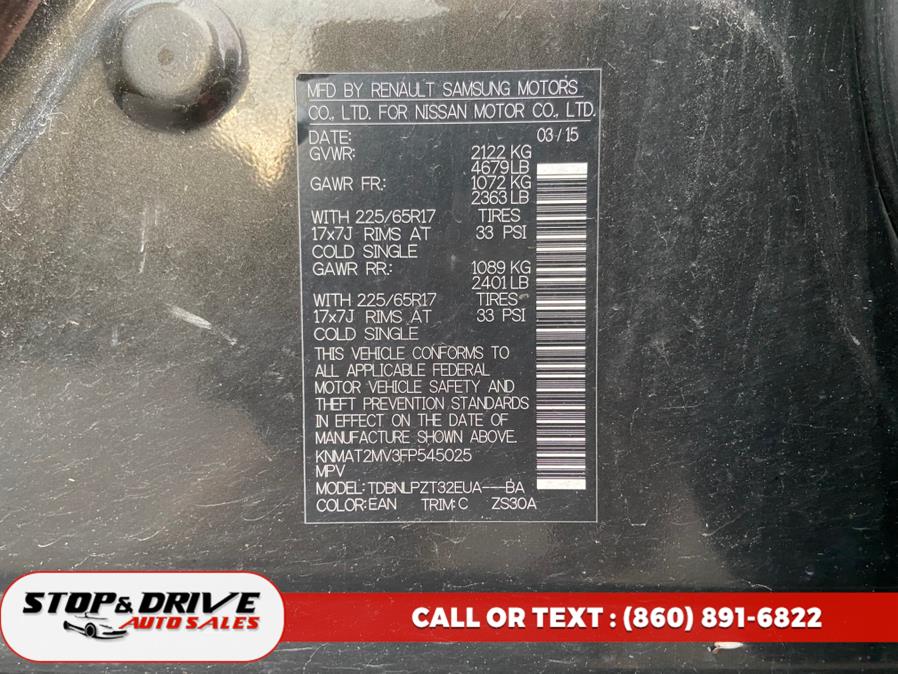 MFD BY RENAULT SAMSUNG MOTORS
CO., LTD. FOR NISSAN MOTOR CO., LTD.
DATE: 03/15
GVWR: 2122 KG
4679 LB
GAWR FR.: 1072 KG
2363 LB
WITH 225/65R17 TIRES
17x7J RIMS AT 33 PSI
COLD SINGLE
GAWR RR.: 1089 KG
2401 LB
WITH 225/65R17 TIRES
17x7J RIMS AT 33 PSI
COLD SINGLE
THIS VEHICLE CONFORMS TO
ALL APPLICABLE FEDERAL
MOTOR VEHICLE SAFETY AND
THEFT PREVENTION STANDARDS
IN EFFECT ON THE DATE OF
MANUFACTURE SHOWN ABOVE.
KNMAT2MV3FP545025
MPV
MODEL: TDBNLPZT32EUA---BA
COLOR: EAN TRIM: C ZS30A
STOP & DRIVE
AUTO SALES
CALL OR TEXT : (860) 891-6822